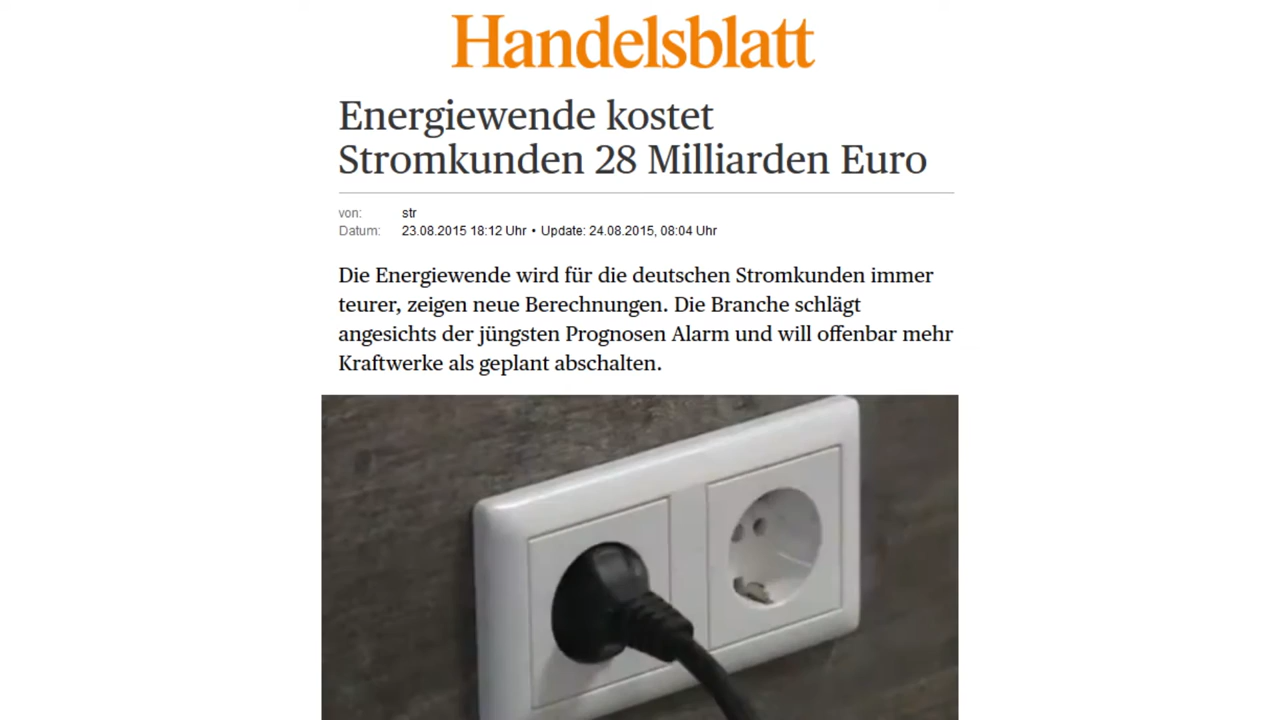 Handelsblatt
Energiewende kostet
Stromkunden 28 Milliarden Euro
von: str
Datum: 23.08.2015 18:12 Uhr • Update: 24.08.2015, 08:04 Uhr
Die Energiewende wird für die deutschen Stromkunden immer
teurer, zeigen neue Berechnungen. Die Branche schlägt
angesichts der jüngsten Prognosen Alarm und will offenbar mehr
Kraftwerke als geplant abschalten.